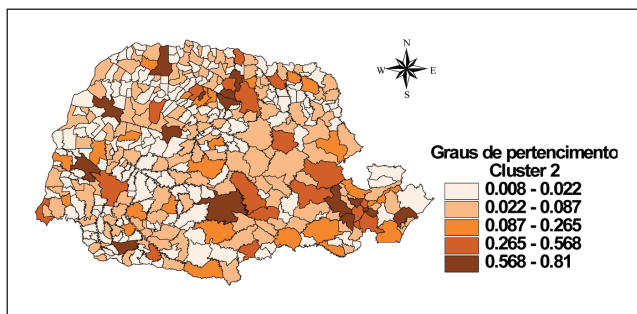 N
W E
S
Graus de pertencimento
Cluster 2
0.008 - 0.022
0.022 - 0.087
0.087 - 0.265
0.265 - 0.568
0.568 - 0.81